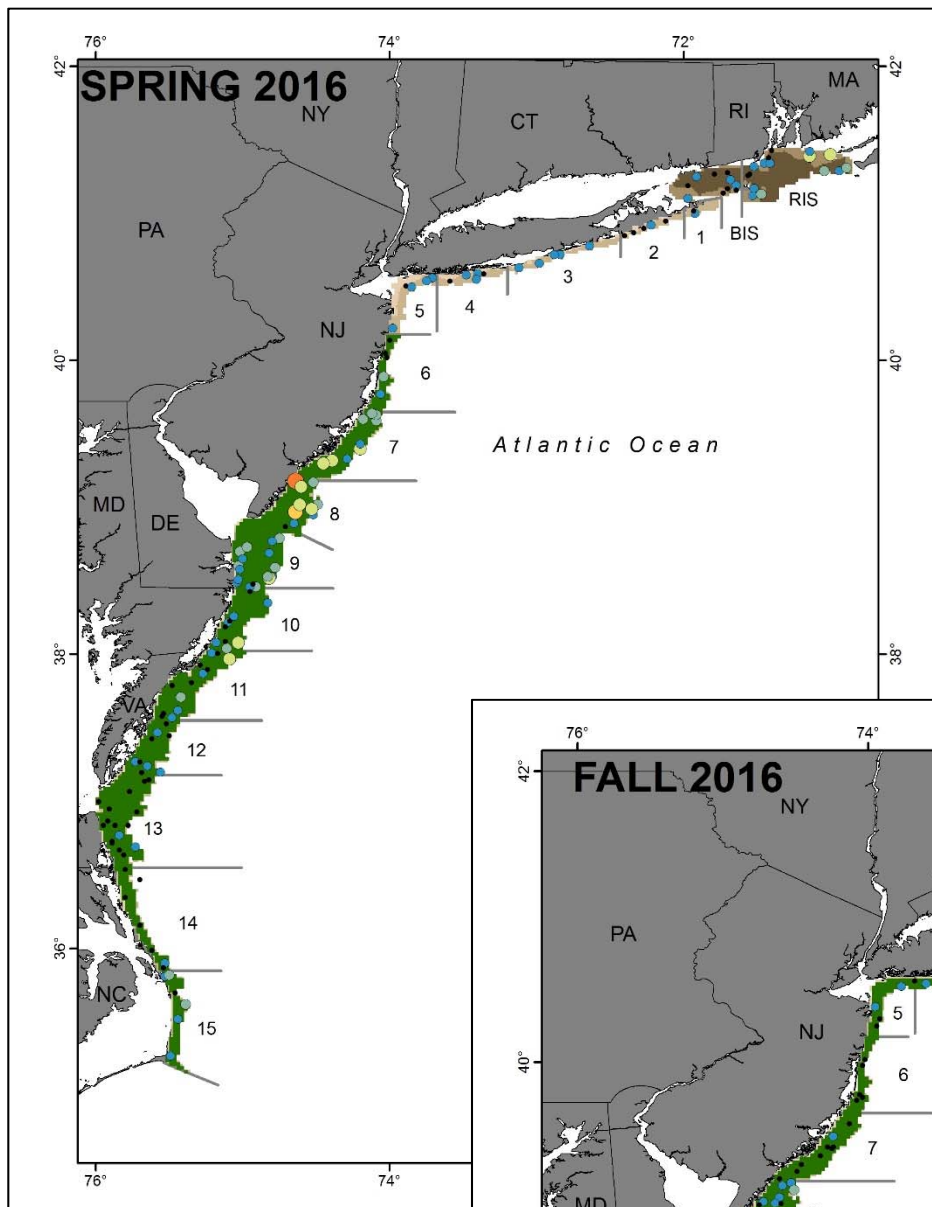 76°
74°
72°
42°
42°
SPRING 2016
NY
CT
RI
MA
PA
RIS
BIS
1
2
3
4
5
NJ
40°
40°
6
Atlantic Ocean
7
MD
DE
8
9
10
38°
38°
11
VA
12
13
14
36°
NC
15
76°
74°
76°
74°
42°
FALL 2016
NY
PA
5
NJ
40°
6
7
MD